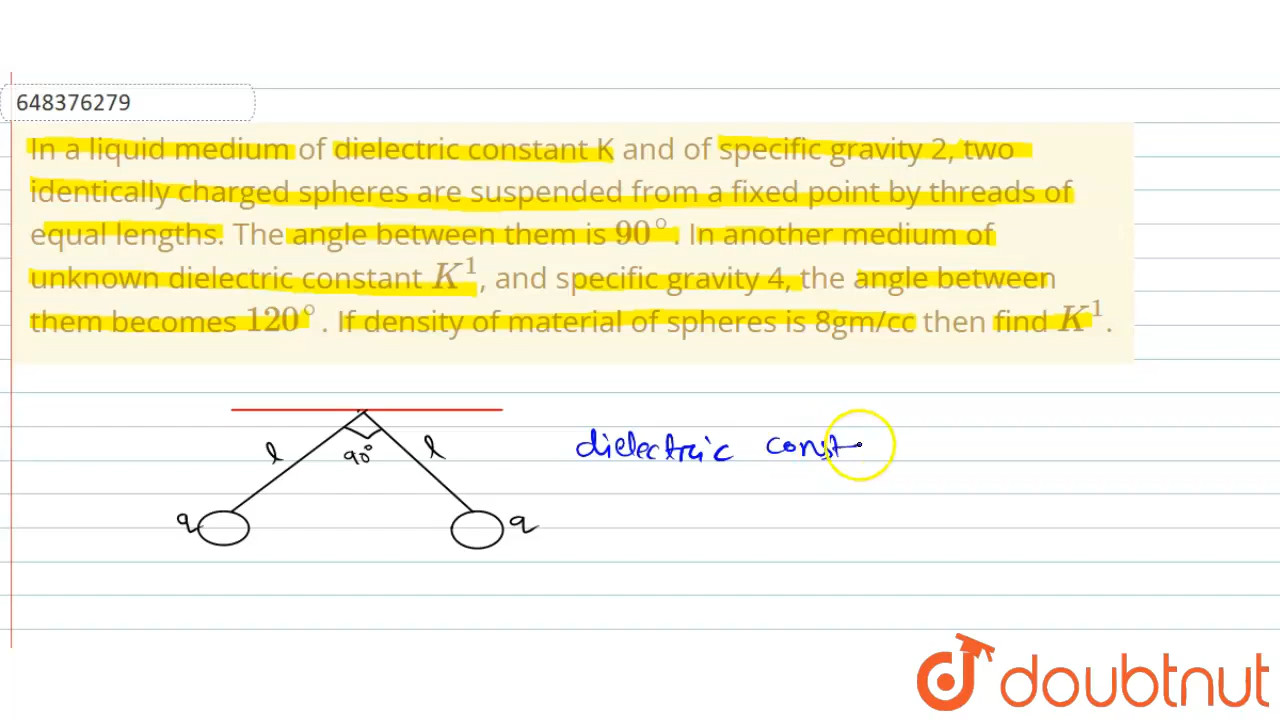 648376279
In a liquid medium of dielectric constant K and of specific gravity 2, two
identically charged spheres are suspended from a fixed point by threads of
equal lengths. The angle between them is 90°. In another medium of
unknown dielectric constant K¹, and specific gravity 4, the angle between
them becomes 120°. If density of material of spheres is 8gm/cc then find K¹.
l 90° l
q q
dielectric const
doubtnut